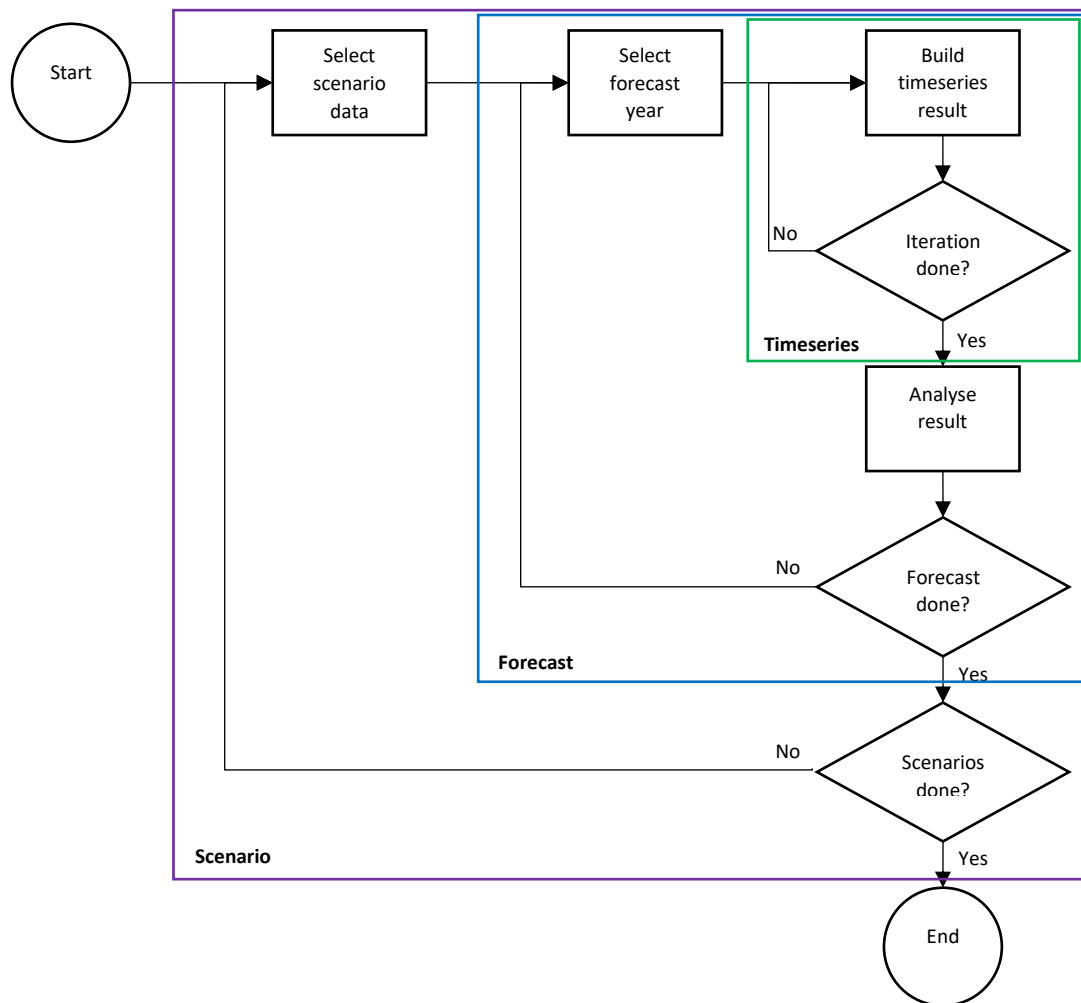 Start
Select
scenario
data
Select
forecast
year
Build
timeseries
result
No
Iteration
done?
Yes
Timeseries
Analyse
result
No
Forecast
done?
Forecast
Yes
No
Scenarios
done?
Scenario
Yes
End